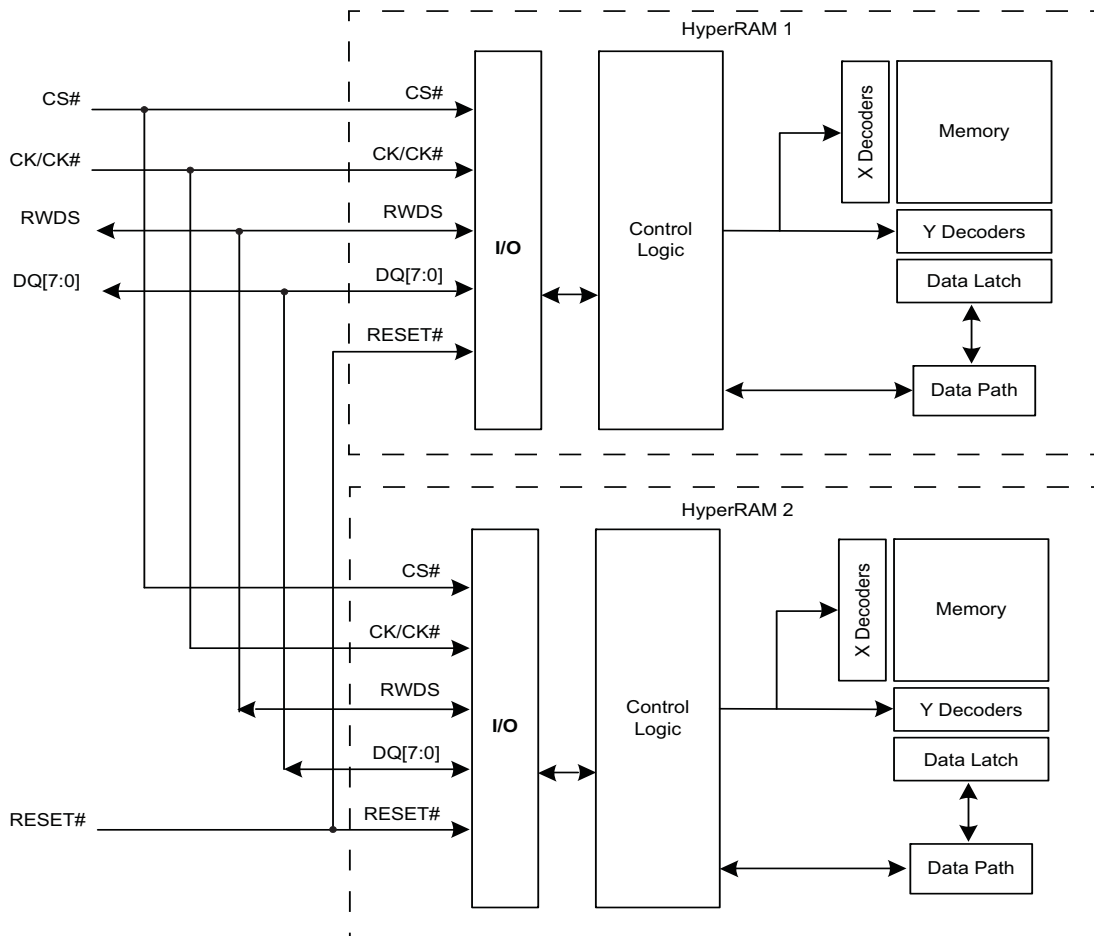 HyperRAM 1
CS#
CS#
X Decoders
Memory
CK/CK#
CK/CK#
RWDS
RWDS
Control
Logic
Y Decoders
I/O
DQ[7:0]
DQ[7:0]
Data Latch
RESET#
Data Path
HyperRAM 2
CS#
X Decoders
Memory
CK/CK#
RWDS
Control
Logic
Y Decoders
I/O
DQ[7:0]
Data Latch
RESET#
RESET#
Data Path